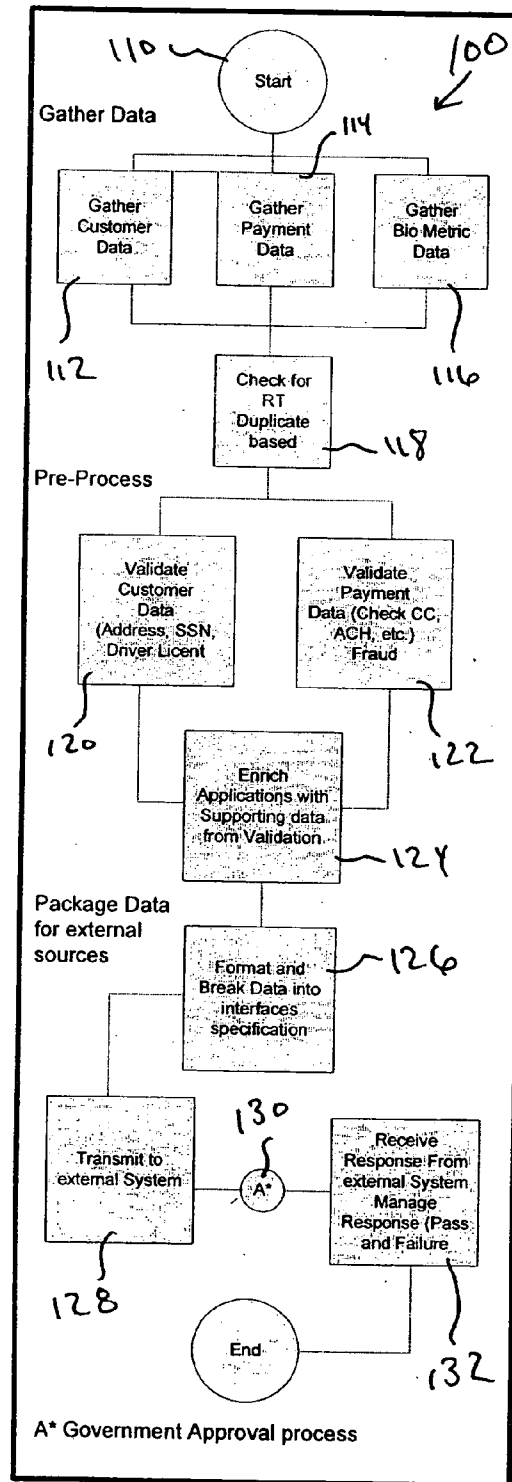 110
Start
100
Gather Data
114
Gather
Customer
Data
Gather
Payment
Data
Gather
Bio Metric
Data
112
116
Check for
RT
Duplicate
based
118
Pre-Process
Validate
Customer
Data
(Address, SSN,
Driver Licent
Validate
Payment
Data (Check CC,
ACH, etc.)
Fraud
120
122
Enrich
Applications with
Supporting data
from Validation
124
Package Data
for external
sources
Format and
Break Data into
interfaces
specification
126
130
Transmit to
external System
A*
Receive
Response From
external System
Manage
Response (Pass
and Failure
128
132
End
A* Government Approval process